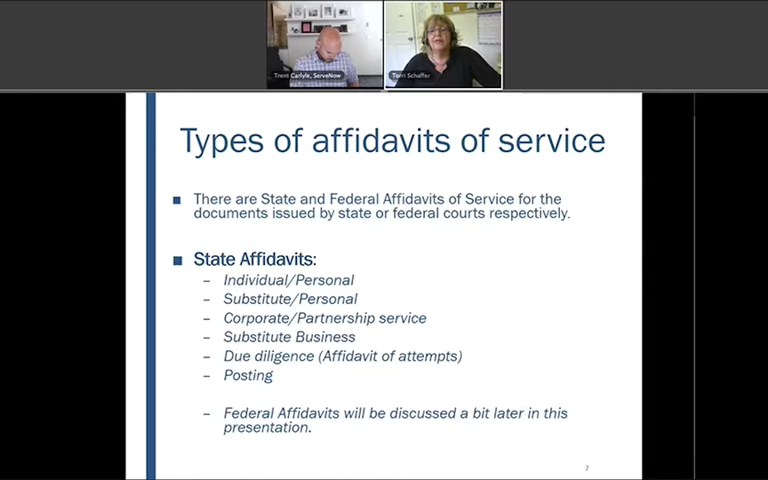 Trent Carlyle, ServeNow
Torri Schaffer
Types of affidavits of service
■ There are State and Federal Affidavits of Service for the
documents issued by state or federal courts respectively.
■ State Affidavits:
– Individual/Personal
– Substitute/Personal
– Corporate/Partnership service
– Substitute Business
– Due diligence (Affidavit of attempts)
– Posting
– Federal Affidavits will be discussed a bit later in this
presentation.
7